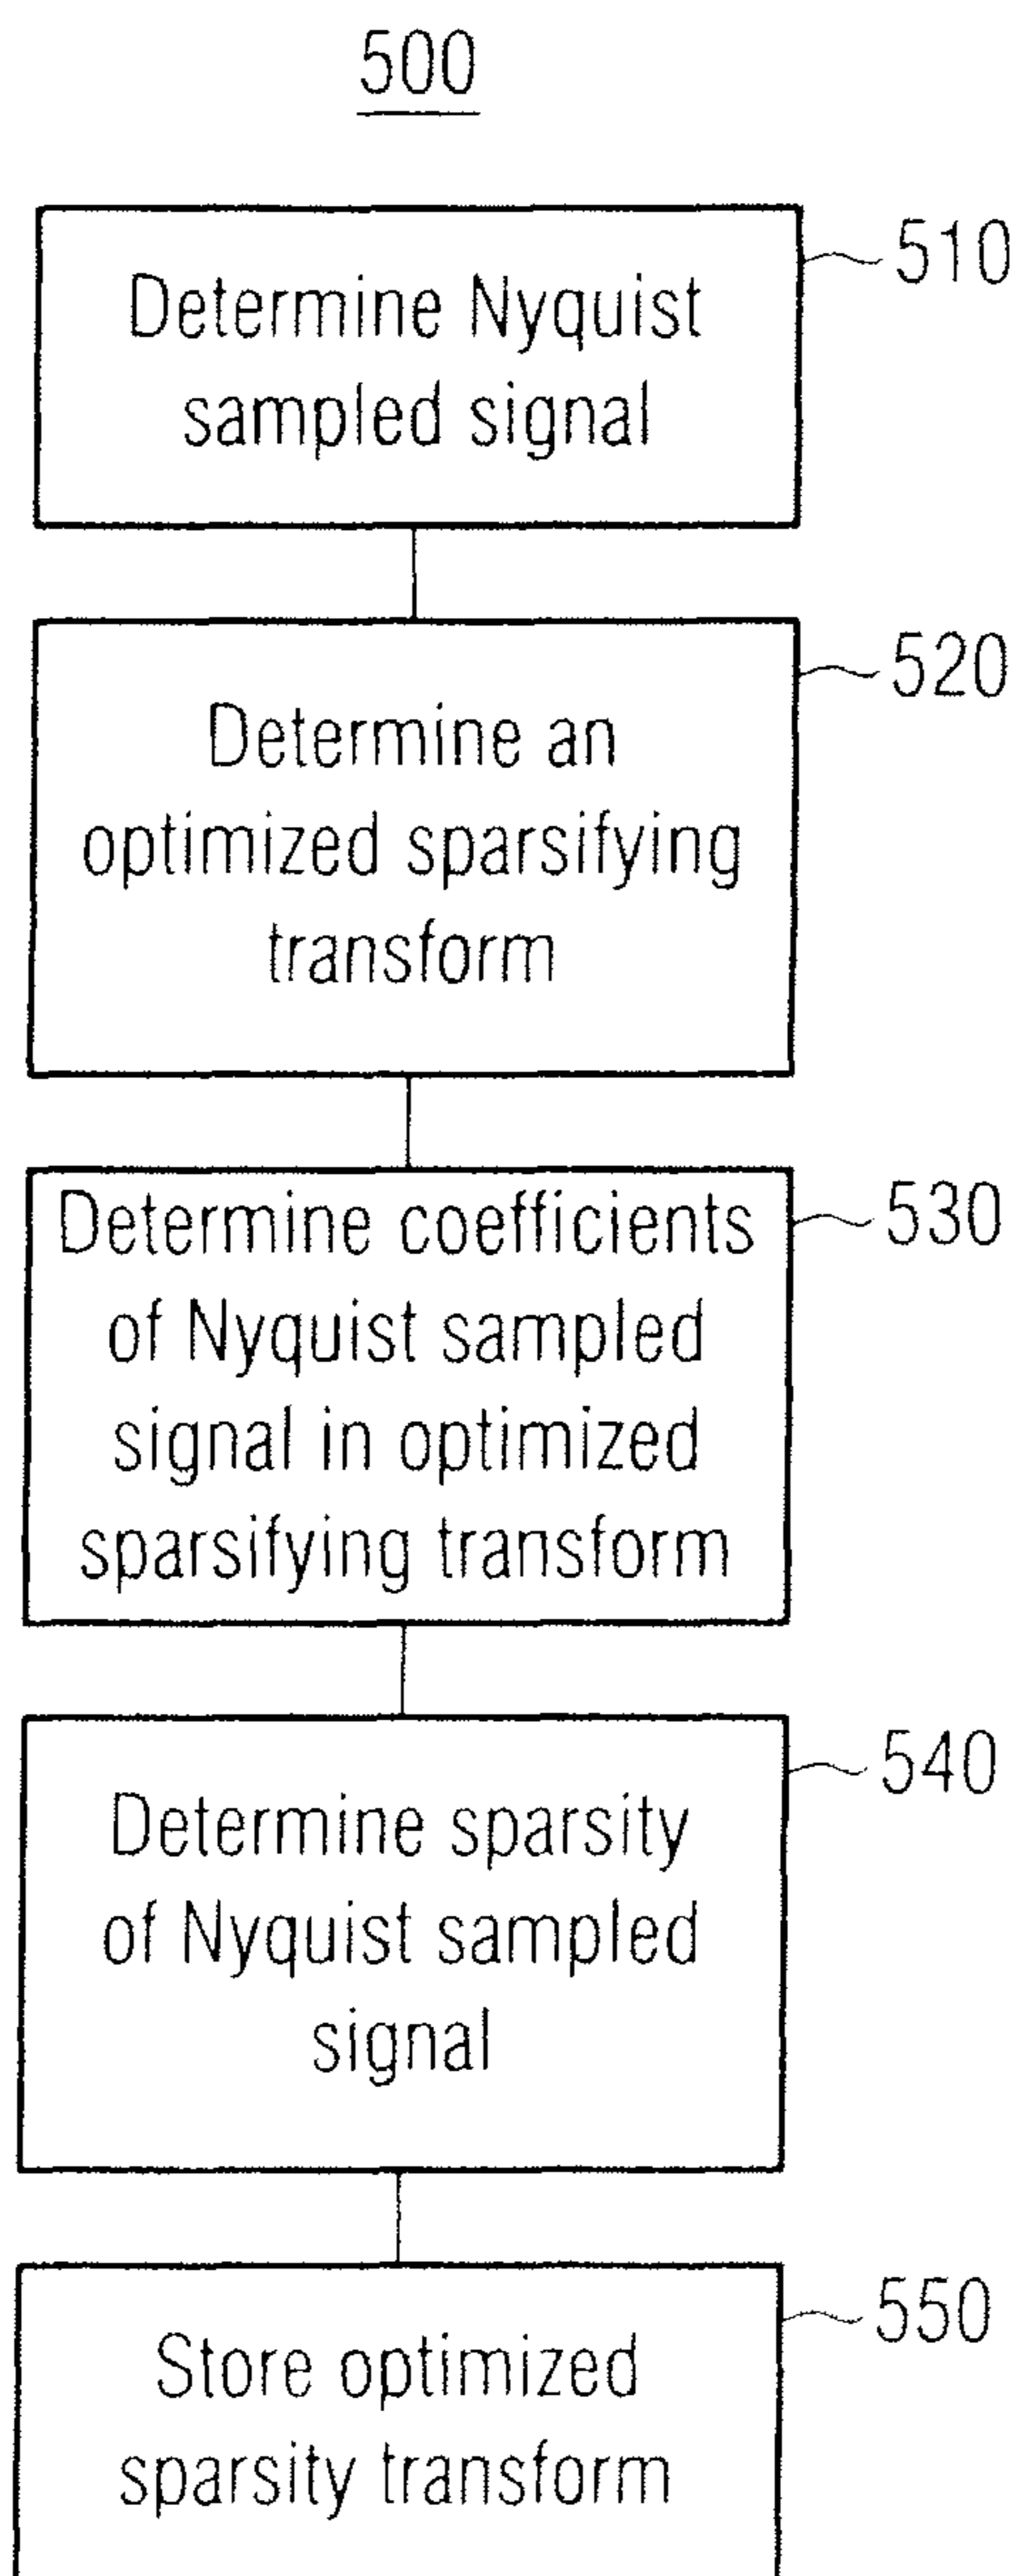 500
510
Determine Nyquist
sampled signal
520
Determine an
optimized sparsifying
transform
530
Determine coefficients
of Nyquist sampled
signal in optimized
sparsifying transform
540
Determine sparsity
of Nyquist sampled
signal
550
Store optimized
sparsity transform